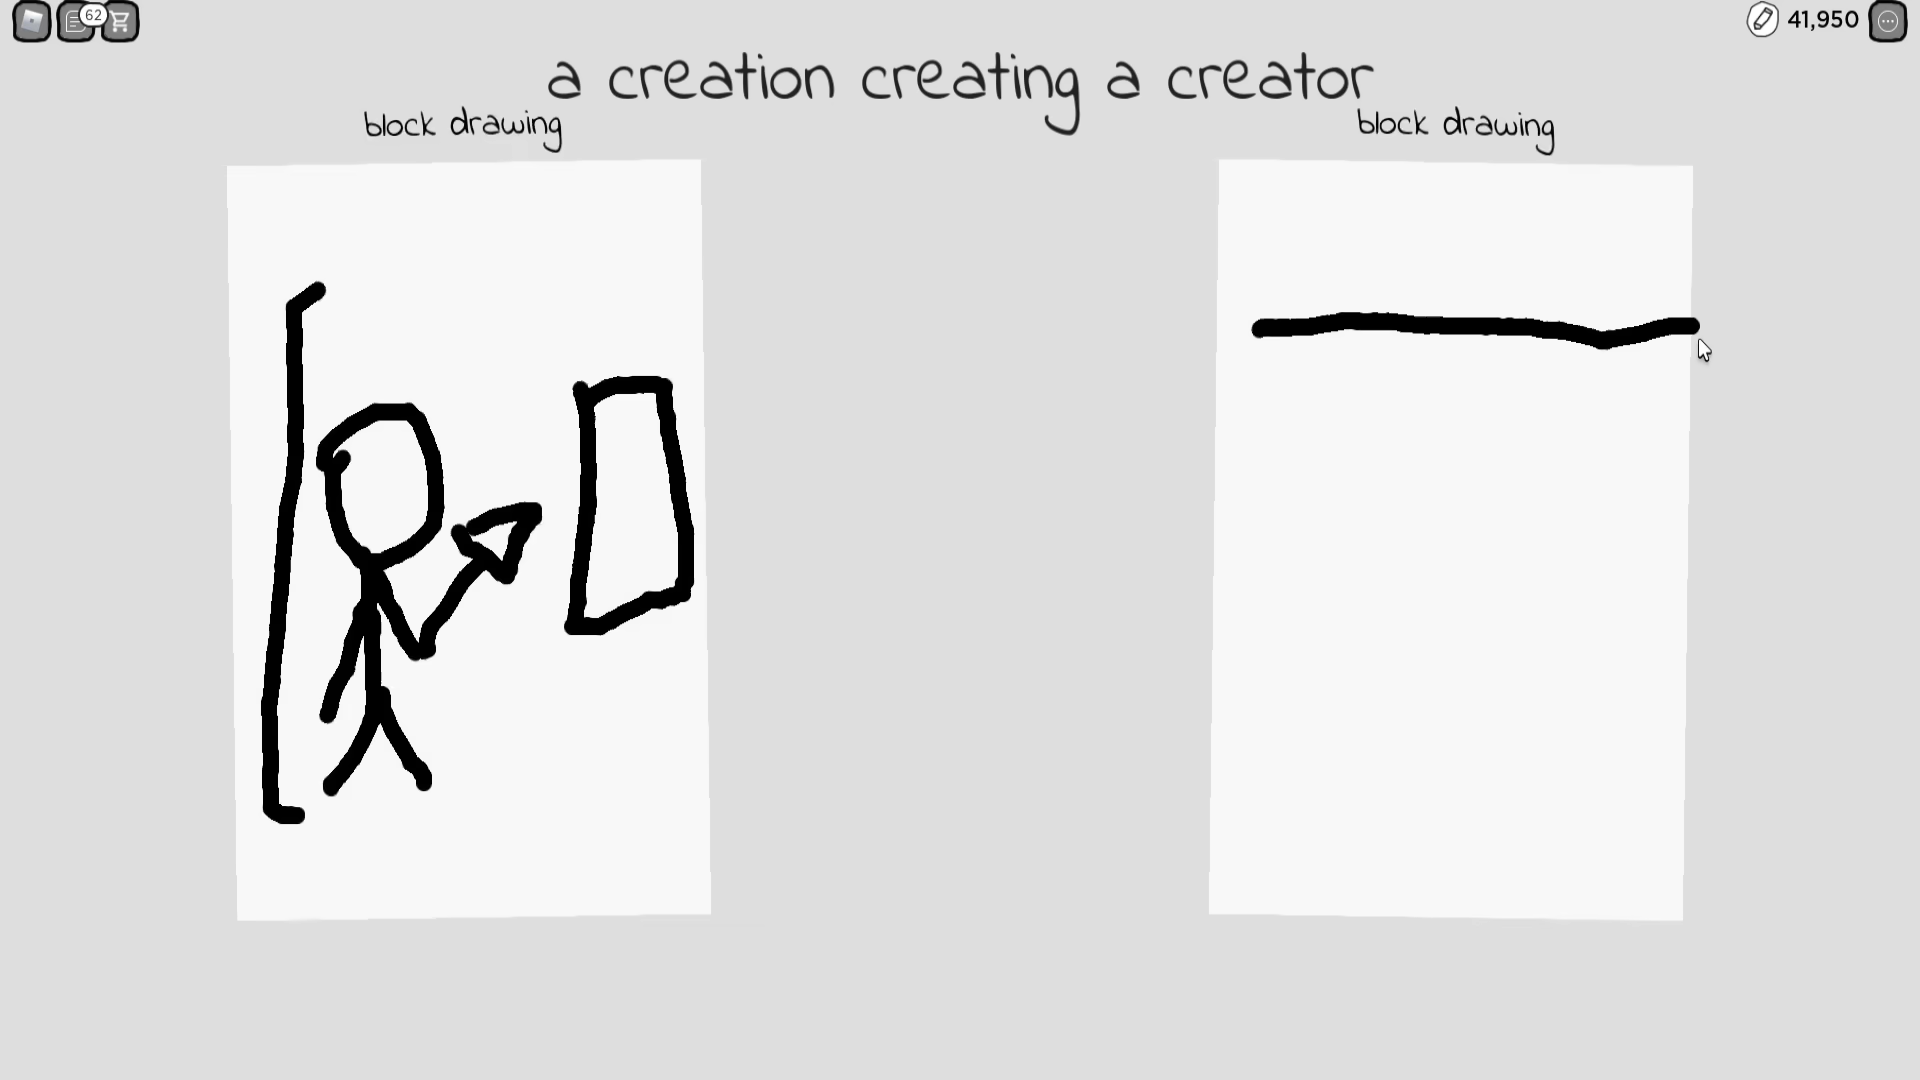 62
41,950
a creation creating a creator
block drawing
block drawing